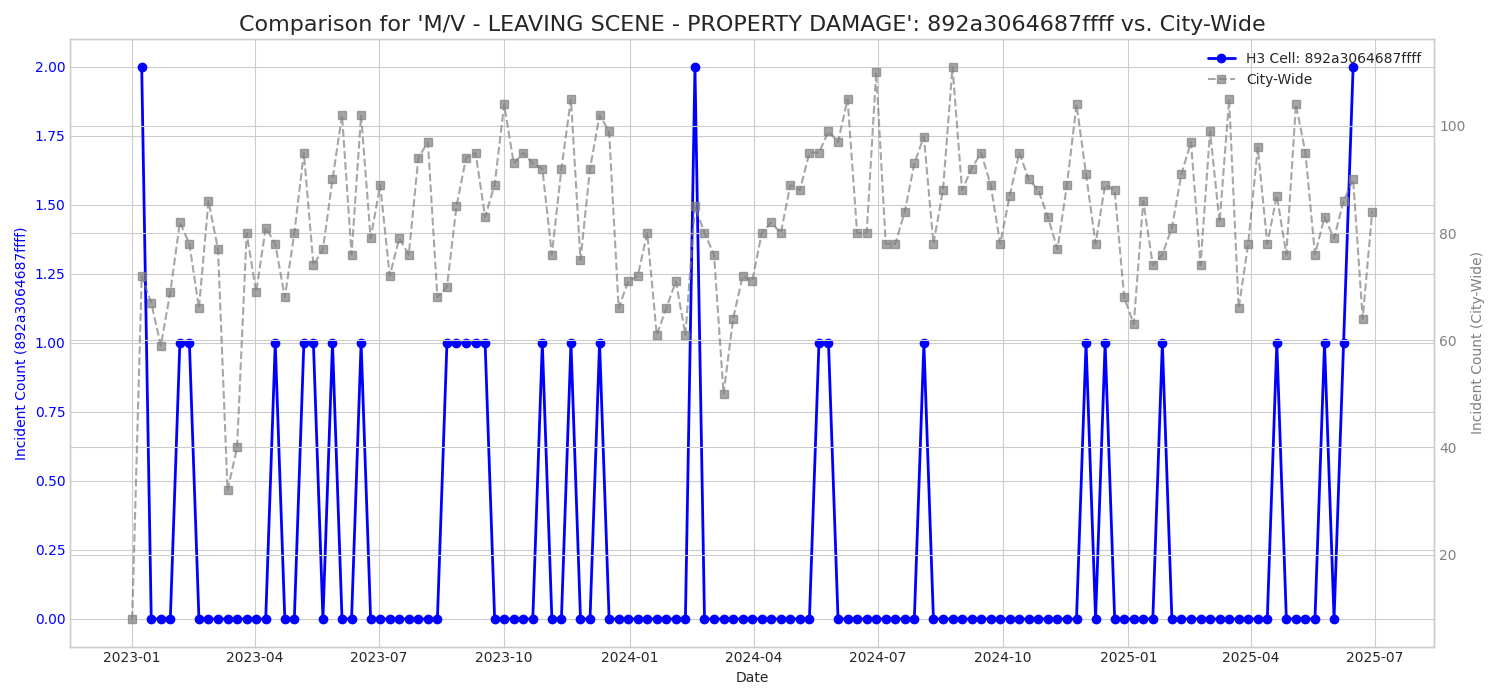 Comparison for 'M/V - LEAVING SCENE - PROPERTY DAMAGE': 892a3064687ffff vs. City-Wide
H3 Cell: 892a3064687ffff
City-Wide
Incident Count (892a3064687ffff)
2.00
1.75
1.50
1.25
1.00
0.75
0.50
0.25
0.00
100
80
60
40
20
Incident Count (City-Wide)
2023-01 2023-04 2023-07 2023-10 2024-01 2024-04 2024-07 2024-10 2025-01 2025-04 2025-07
Date